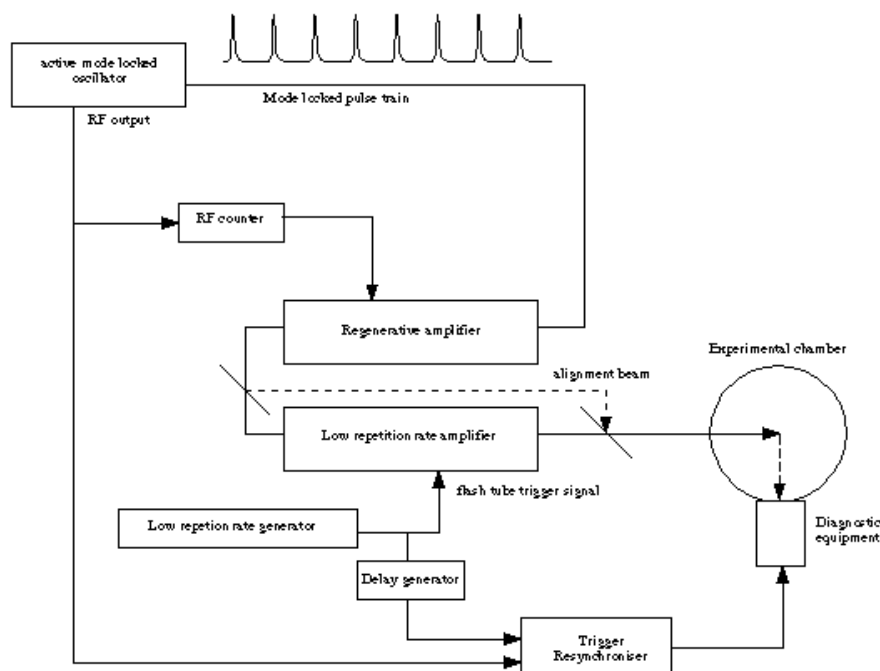 active mode locked
oscillator
Mode locked pulse train
RF output
RF counter
Regenerative amplifier
Experimental chamber
alignment beam
Low repetition rate amplifier
flash tube trigger signal
Low repetion rate generator
Diagnostic
equipment
Delay generator
Trigger
Resynchroniser